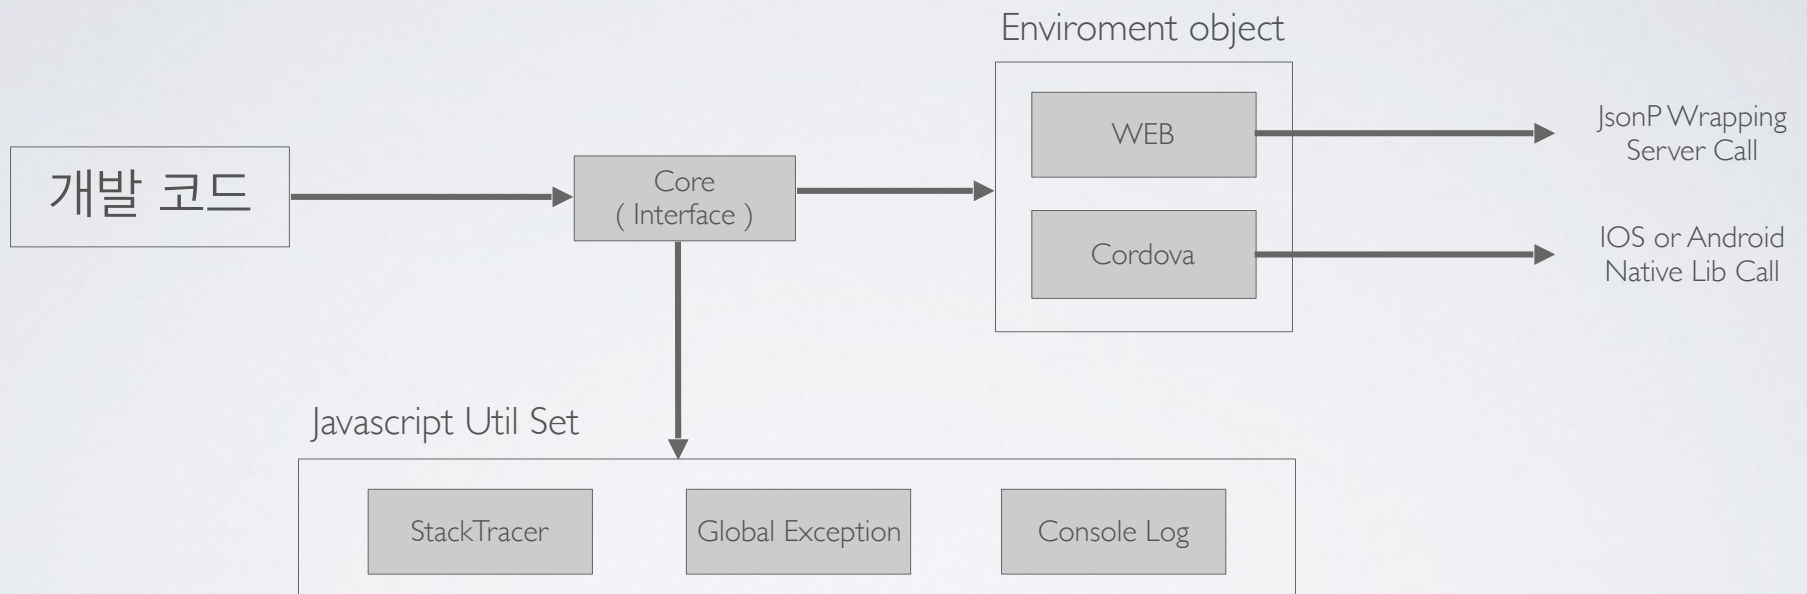 Enviroment object
WEB
JsonP Wrapping
Server Call
개발 코드
Core
( Interface )
Cordova
IOS or Android
Native Lib Call
Javascript Util Set
StackTracer
Global Exception
Console Log